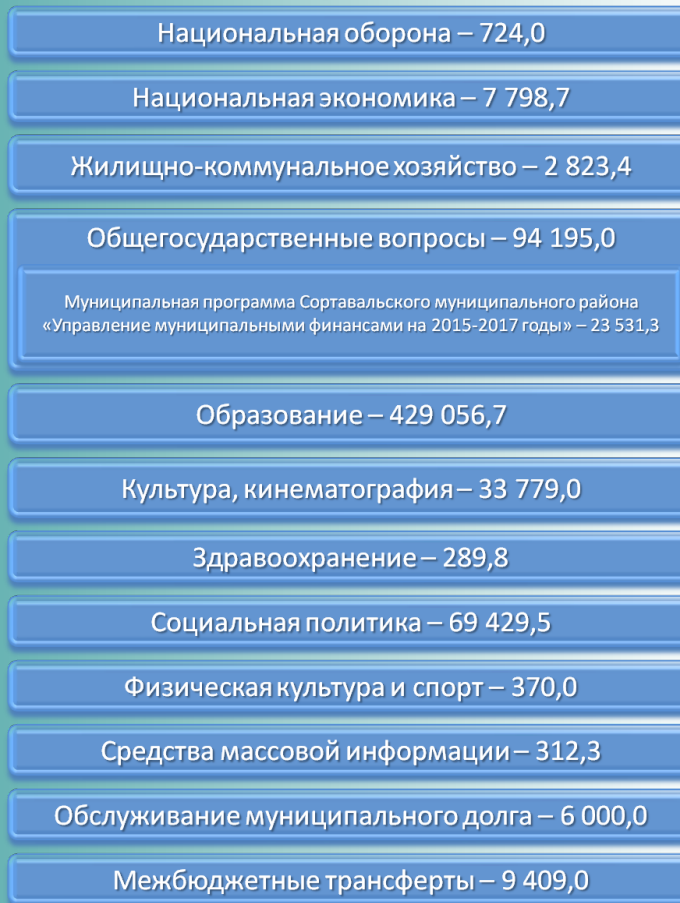 Национальная оборона – 724,0
Национальная экономика – 7 798,7
Жилищно-коммунальное хозяйство – 2 823,4
Общегосударственные вопросы – 94 195,0
Муниципальная программа Сортавальского муниципального района
«Управление муниципальными финансами на 2015-2017 годы» – 23 531,3
Образование – 429 056,7
Культура, кинематография – 33 779,0
Здравоохранение – 289,8
Социальная политика – 69 429,5
Физическая культура и спорт – 370,0
Средства массовой информации – 312,3
Обслуживание муниципального долга – 6 000,0
Межбюджетные трансферты – 9 409,0